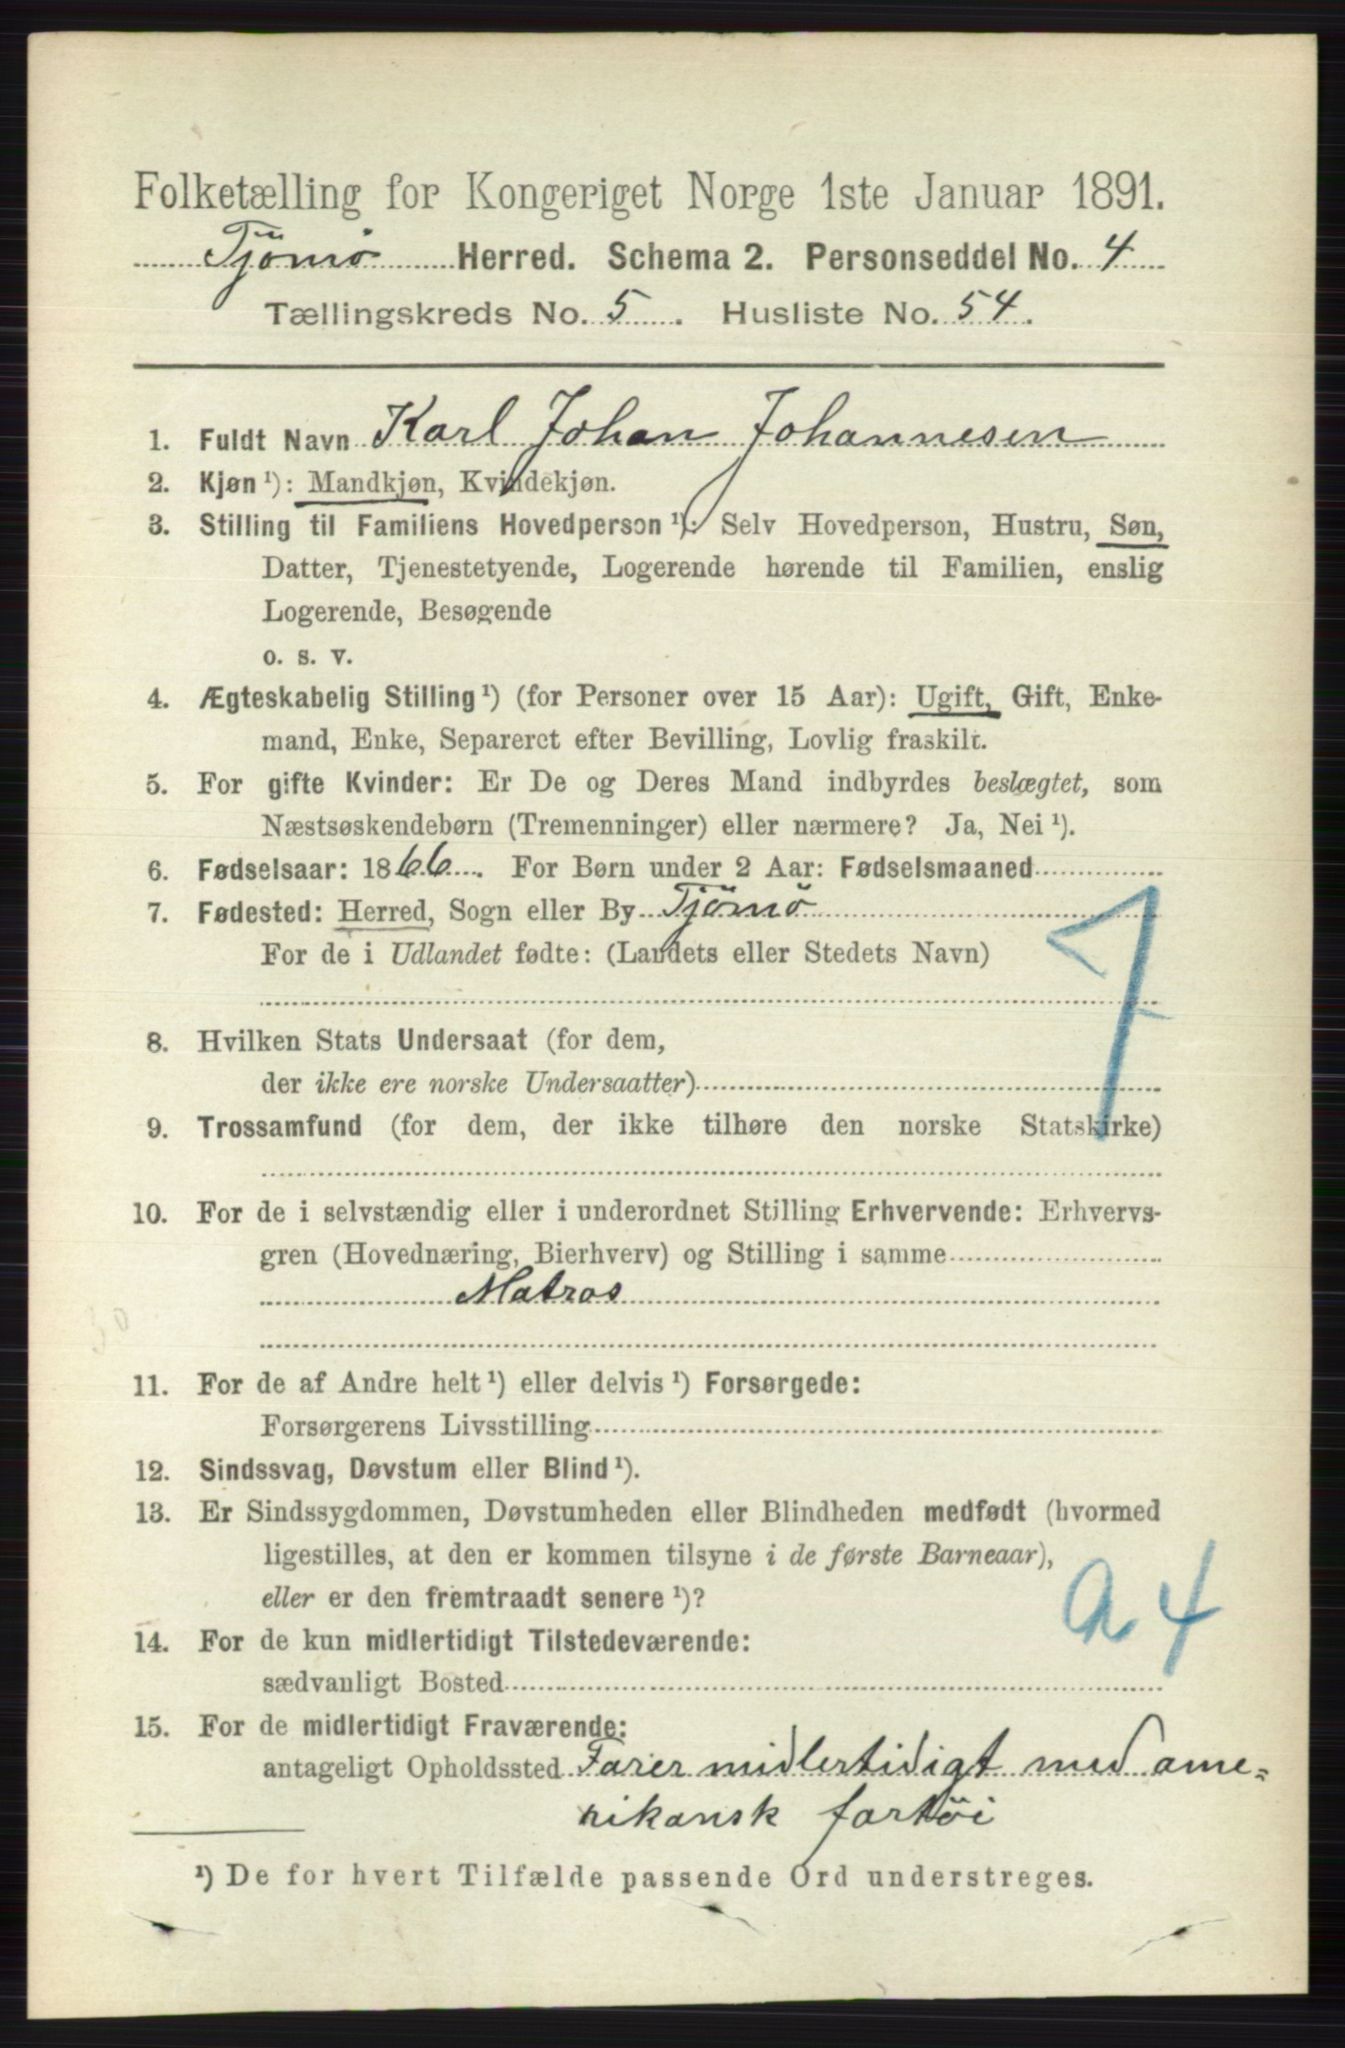 Folketælling for Kongeriget Norge 1ste Januar 1891.
Tjömö Herred. Schema 2. Personseddel No. 4
Tællingskreds No. 5. Husliste No. 54.
1. Fuldt Navn Karl Johan Johannesen
2. Kjøn ¹): Mandkjøn, Kvindekjøn.
3. Stilling til Familiens Hovedperson ¹): Selv Hovedperson, Hustru, Søn,
Datter, Tjenestetyende, Logerende hørende til Familien, enslig
Logerende, Besøgende
o. s. v.
4. Ægteskabelig Stilling ¹) (for Personer over 15 Aar): Ugift, Gift, Enke-
mand, Enke, Separeret efter Bevilling, Lovlig fraskilt.
5. For gifte Kvinder: Er De og Deres Mand indbyrdes beslægtet, som
Næstsøskendebørn (Tremenninger) eller nærmere? Ja, Nei ¹).
6. Fødselsaar: 1866. For Børn under 2 Aar: Fødselsmaaned
7. Fødested: Herred, Sogn eller By Tjömö
For de i Udlandet fødte: (Landets eller Stedets Navn)
8. Hvilken Stats Undersaat (for dem,
der ikke ere norske Undersaatter)
9. Trossamfund (for dem, der ikke tilhøre den norske Statskirke)
10. For de i selvstændig eller i underordnet Stilling Erhvervende: Erhvervs-
gren (Hovednæring, Bierhverv) og Stilling i samme
Matros
30
11. For de af Andre helt ¹) eller delvis ¹) Forsørgede:
Forsørgerens Livsstilling
12. Sindssvag, Døvstum eller Blind ¹).
13. Er Sindssygdommen, Døvstumheden eller Blindheden medfødt (hvormed
ligestilles, at den er kommen tilsyne i de første Barneaar),
eller er den fremtraadt senere ¹)?
a 4
14. For de kun midlertidigt Tilstedeværende:
sædvanligt Bosted
15. For de midlertidigt Fraværende:
antageligt Opholdssted Farer midlertidigt med ame=
rikansk fartöi
¹) De for hvert Tilfælde passende Ord understreges.